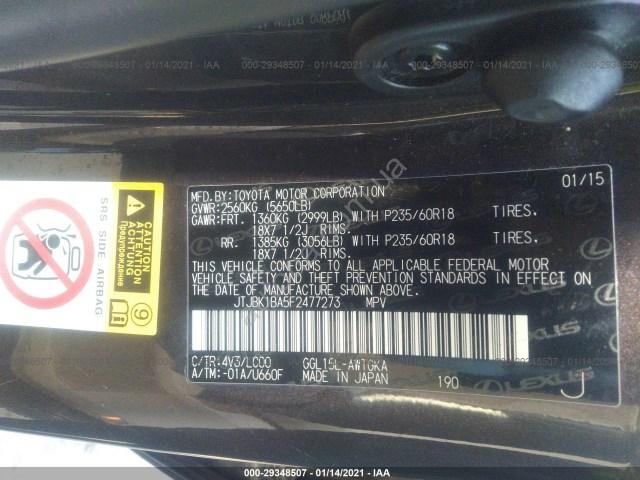 000-29348507 - 01/14/2021 - IAA
MFD.BY:TOYOTA MOTOR CORPORATION 01/15
GVWR:2560KG (5650LB)
GAWR:FRT. 1360KG (2999LB) WITH P235/60R18 TIRES.
18X7 1/2J RIMS.
RR. 1385KG (3056LB) WITH P235/60R18 TIRES.
18X7 1/2J RIMS.
THIS VEHICLE CONFORMS TO ALL APPLICABLE FEDERAL MOTOR
VEHICLE SAFETY AND THEFT PREVENTION STANDARDS IN EFFECT
ON THE DATE OF MANUFACTURE SHOWN ABOVE.
JTJBK1BA5F2477273 MPV
C/TR:4V3/LC00 GGL15L-AWTGKA
A/TM:-01A/U660F MADE IN JAPAN 190 J
LEXUS
SRS SIDE AIRBAG
CAUTION
ATTENTION
Предупреждение
9
000-29348507 - 01/14/2021 - IAA